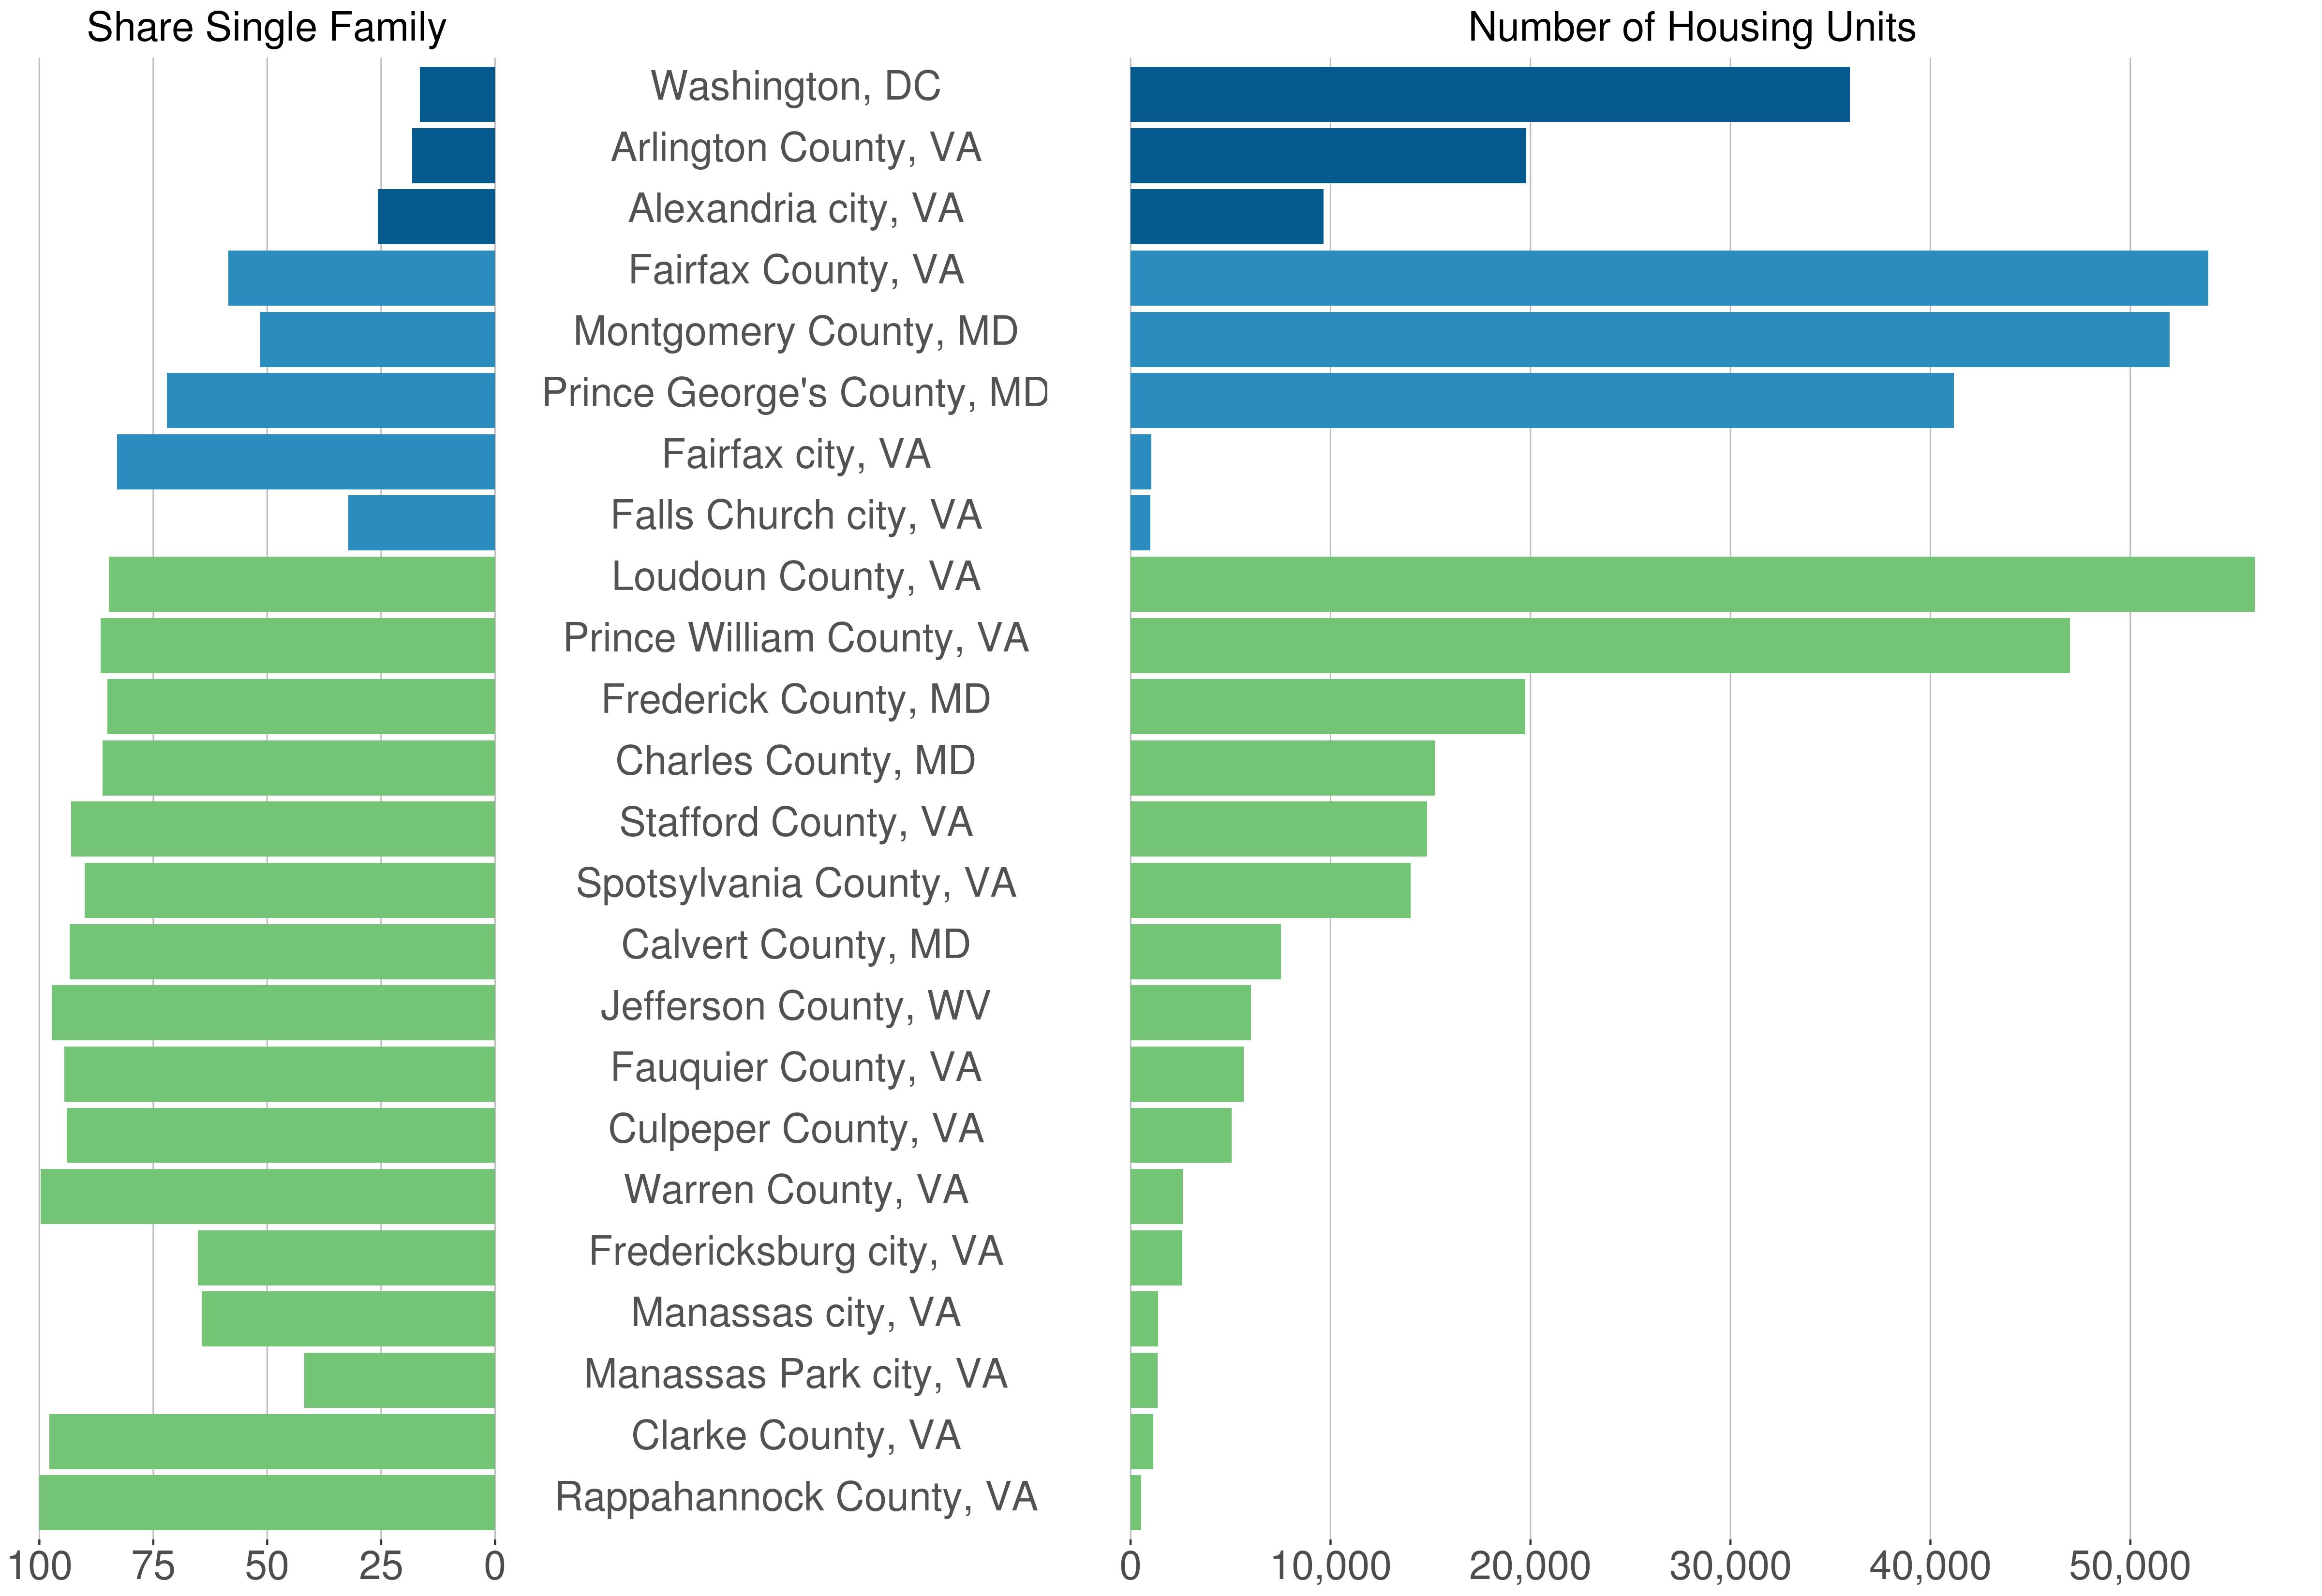 Share Single Family
Number of Housing Units
Washington, DC
Arlington County, VA
Alexandria city, VA
Fairfax County, VA
Montgomery County, MD
Prince George's County, MD
Fairfax city, VA
Falls Church city, VA
Loudoun County, VA
Prince William County, VA
Frederick County, MD
Charles County, MD
Stafford County, VA
Spotsylvania County, VA
Calvert County, MD
Jefferson County, WV
Fauquier County, VA
Culpeper County, VA
Warren County, VA
Fredericksburg city, VA
Manassas city, VA
Manassas Park city, VA
Clarke County, VA
Rappahannock County, VA
100 75 50 25 0
0 10,000 20,000 30,000 40,000 50,000